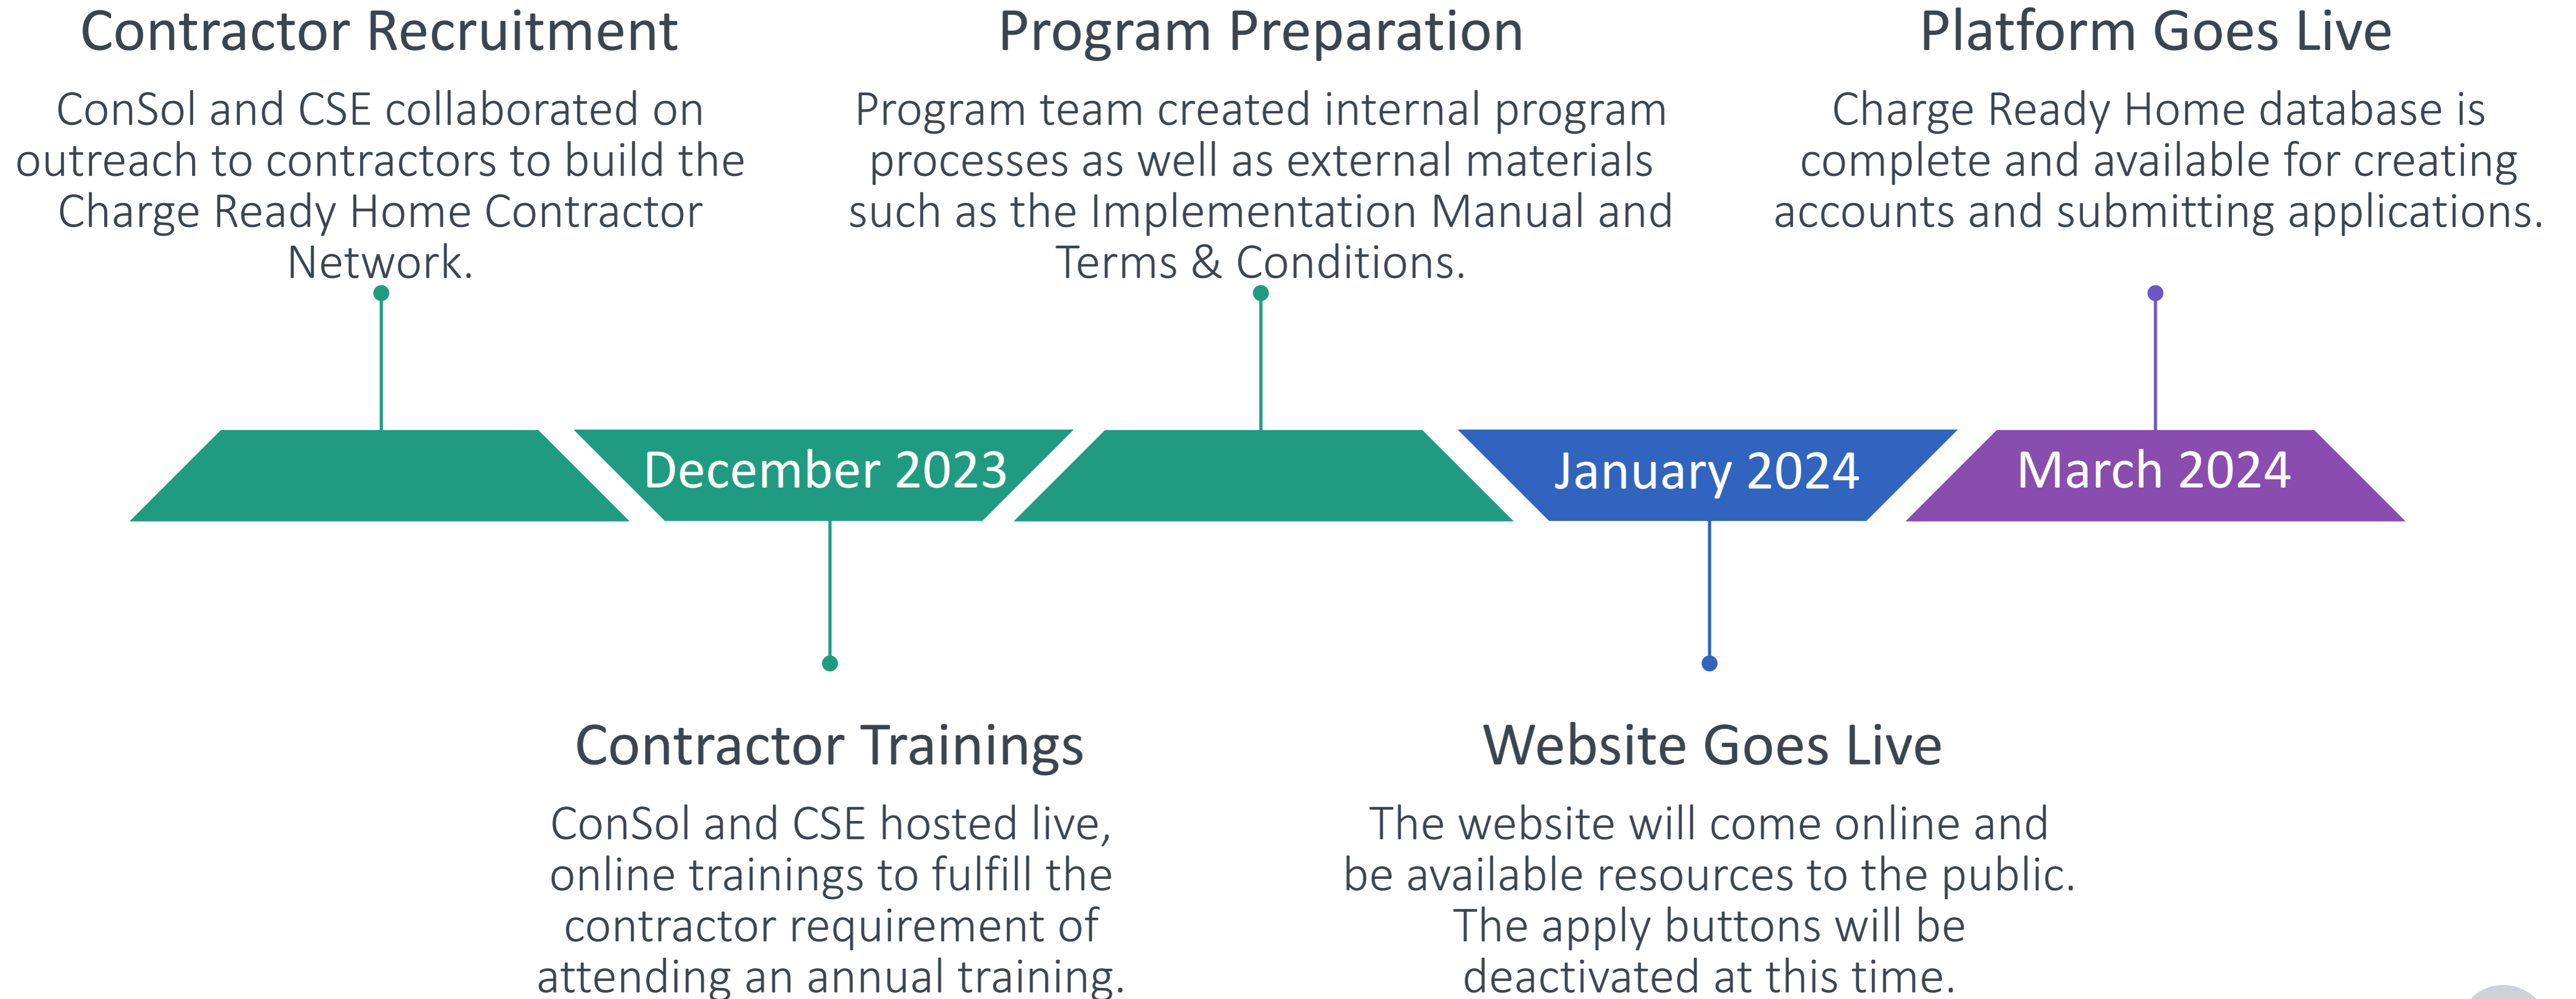 Contractor Recruitment
ConSol and CSE collaborated on
outreach to contractors to build the
Charge Ready Home Contractor
Network.
Program Preparation
Program team created internal program
processes as well as external materials
such as the Implementation Manual and
Terms & Conditions.
Platform Goes Live
Charge Ready Home database is
complete and available for creating
accounts and submitting applications.
December 2023
January 2024
March 2024
Contractor Trainings
ConSol and CSE hosted live,
online trainings to fulfill the
contractor requirement of
attending an annual training.
Website Goes Live
The website will come online and
be available resources to the public.
The apply buttons will be
deactivated at this time.